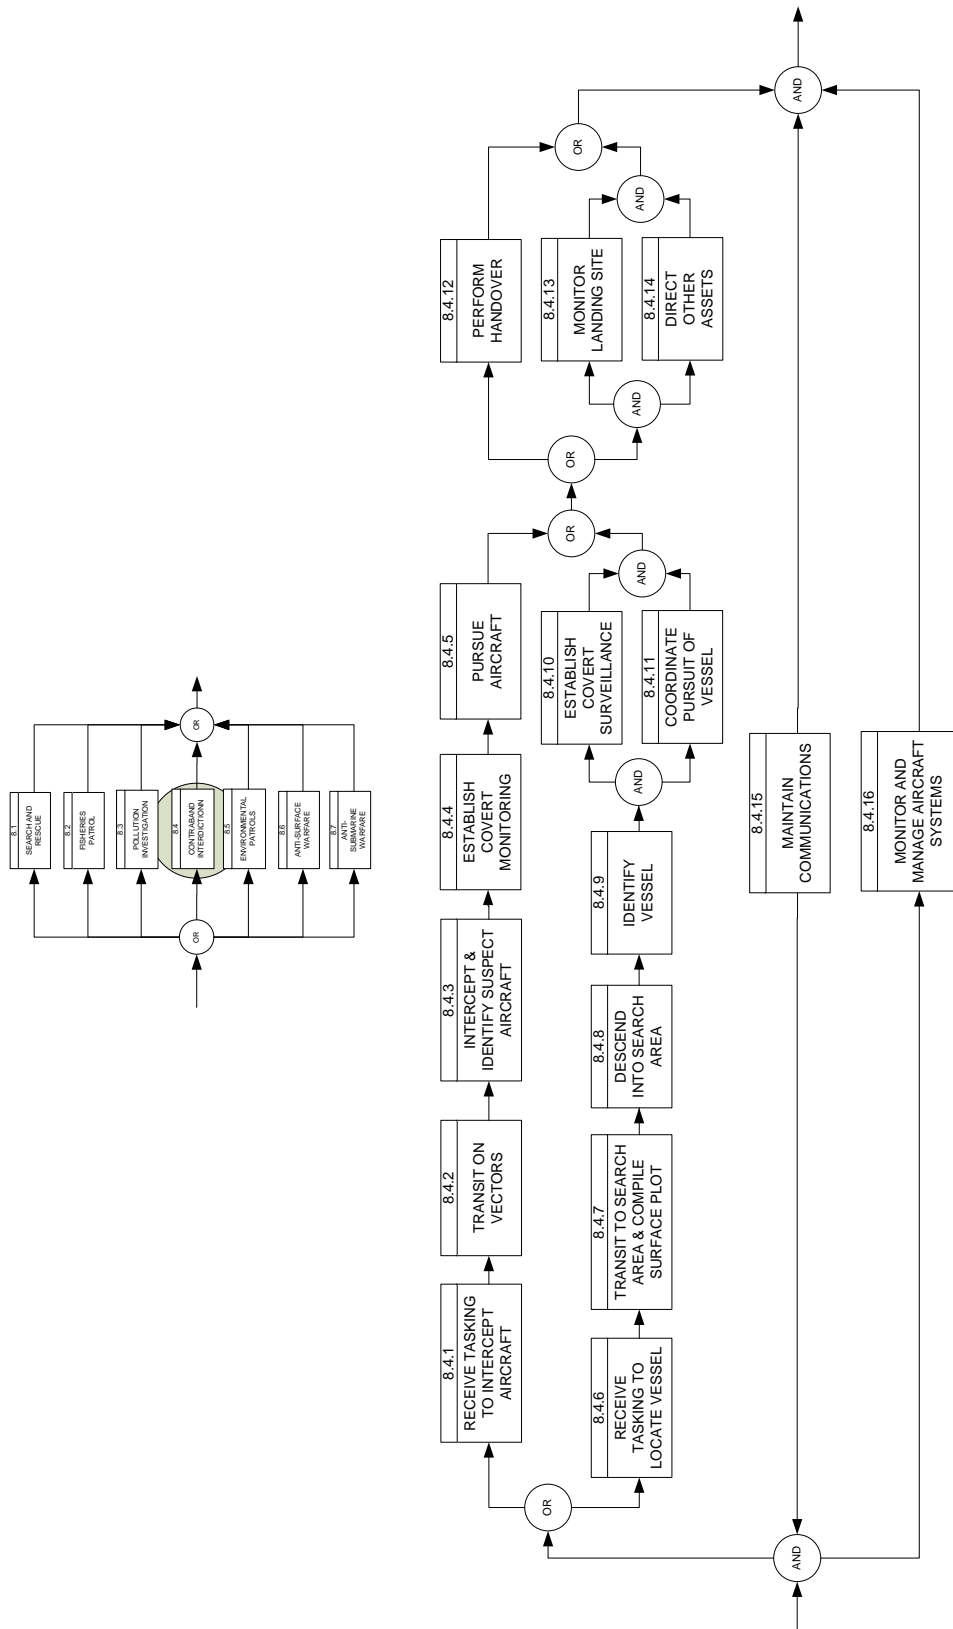 8.1
SEARCH AND
RESCUE
8.2
FISHERIES
PATROL
8.3
POLLUTION
INVESTIGATION
8.4
CONTRABAND
INTERDICTIONN
8.5
ENVIRONMENTAL
PATROLS
8.6
ANTI-SURFACE
WARFARE
8.7
ANTI-
SUBMARINE
WARFARE
OR
OR
AND
OR
8.4.1
RECEIVE TASKING
TO INTERCEPT
AIRCRAFT
8.4.2
TRANSIT ON
VECTORS
8.4.3
INTERCEPT &
IDENTIFY SUSPECT
AIRCRAFT
8.4.4
ESTABLISH
COVERT
MONITORING
8.4.5
PURSUE
AIRCRAFT
8.4.6
RECEIVE
TASKING TO
LOCATE VESSEL
8.4.7
TRANSIT TO SEARCH
AREA & COMPILE
SURFACE PLOT
8.4.8
DESCEND
INTO SEARCH
AREA
8.4.9
IDENTIFY
VESSEL
AND
8.4.10
ESTABLISH
COVERT
SURVEILLANCE
8.4.11
COORDINATE
PURSUIT OF
VESSEL
AND
OR
OR
8.4.12
PERFORM
HANDOVER
AND
8.4.13
MONITOR
LANDING SITE
8.4.14
DIRECT
OTHER
ASSETS
AND
OR
8.4.15
MAINTAIN
COMMUNICATIONS
8.4.16
MONITOR AND
MANAGE AIRCRAFT
SYSTEMS
AND